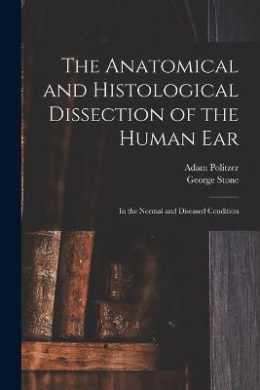 The Anatomical
and Histological
Dissection of the
Human Ear
Adam Politzer
George Stone
In the Normal and Diseased Condition